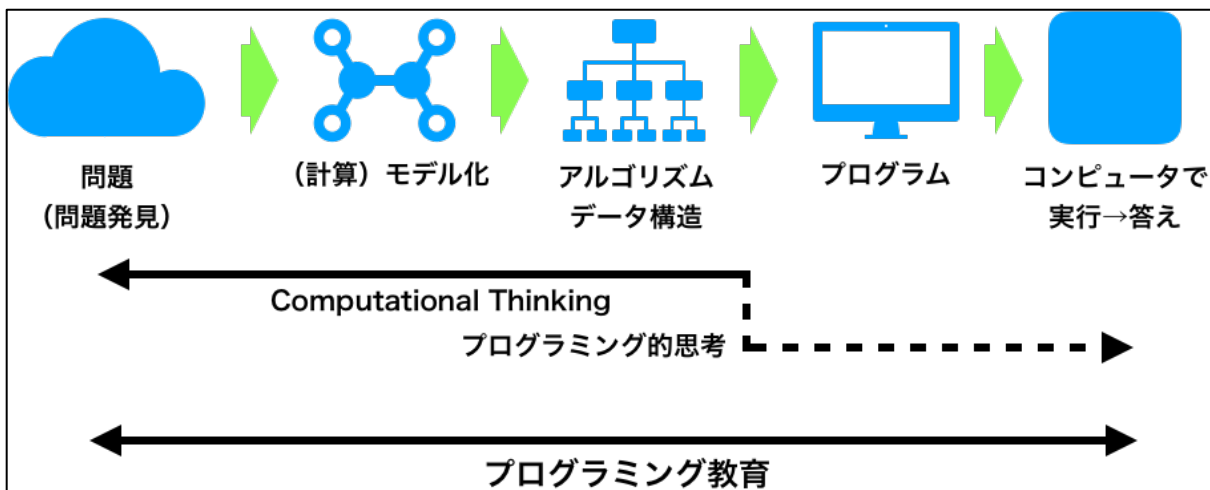 問題
（問題発見）
（計算）モデル化
アルゴリズム
データ構造
プログラム
コンピュータで
実行→答え
Computational Thinking
プログラミング的思考
プログラミング教育